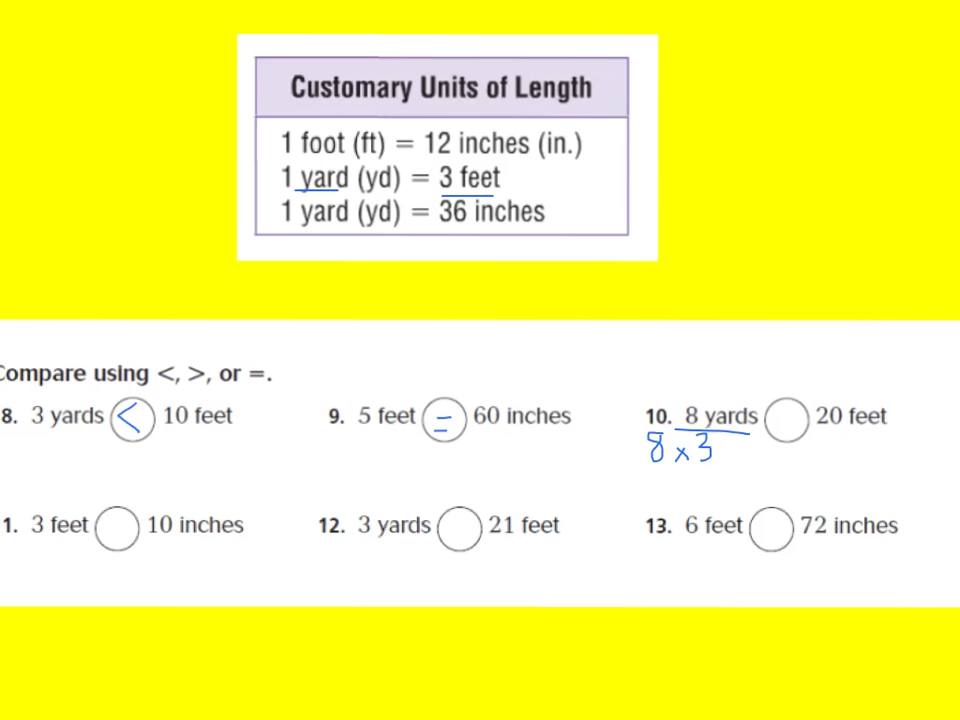 Customary Units of Length
1 foot (ft) = 12 inches (in.)
1 yard (yd) = 3 feet
1 yard (yd) = 36 inches
Compare using <, >, or =.
8. 3 yards < 10 feet
9. 5 feet = 60 inches
10. 8 yards 20 feet
8 x 3
1. 3 feet 10 inches
12. 3 yards 21 feet
13. 6 feet 72 inches